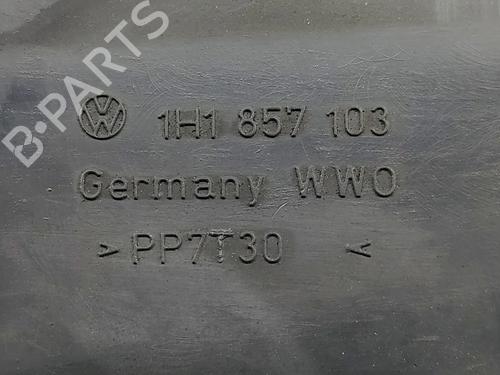 B-PARTS
VW 1H1 857 103
Germany WWO
> PP7T30 <